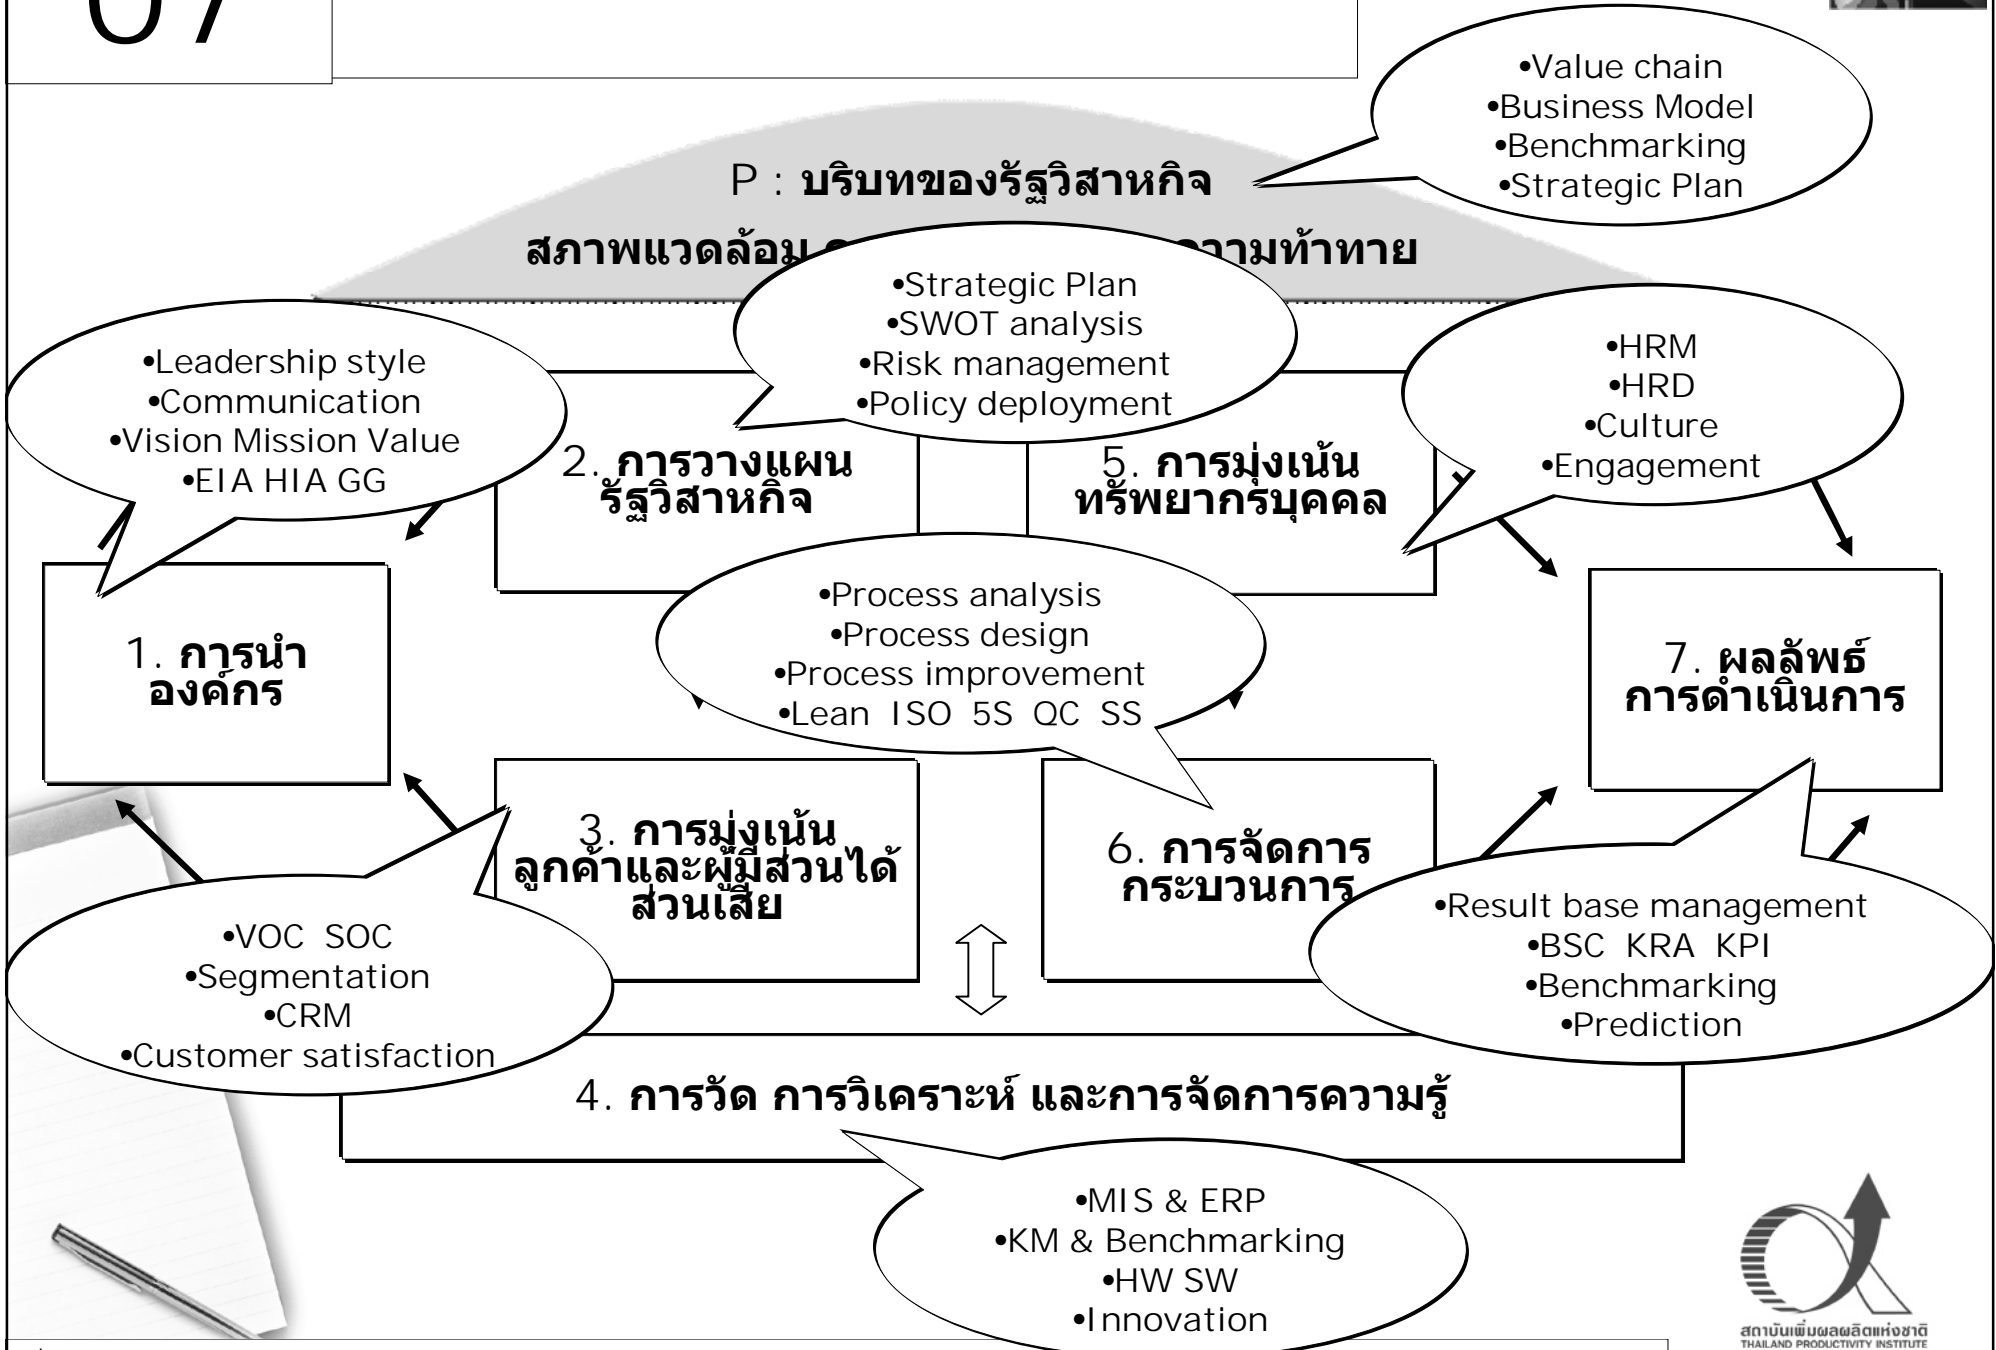 07
•Value chain
•Business Model
•Benchmarking
•Strategic Plan
P : บริบทของรัฐวิสาหกิจ
สภาพแวดล้อม ความท้าทาย
•Strategic Plan
•SWOT analysis
•Risk management
•Policy deployment
•Leadership style
•Communication
•Vision Mission Value
•EIA HIA GG
•HRM
•HRD
•Culture
•Engagement
2. การวางแผน
รัฐวิสาหกิจ
5. การมุ่งเน้น
ทรัพยากรบุคคล
•Process analysis
•Process design
•Process improvement
•Lean ISO 5S QC SS
1. การนำ
องค์กร
7. ผลลัพธ์
การดำเนินการ
3. การมุ่งเน้น
ลูกค้าและผู้มีส่วนได้
ส่วนเสีย
6. การจัดการ
กระบวนการ
•VOC SOC
•Segmentation
•CRM
•Customer satisfaction
•Result base management
•BSC KRA KPI
•Benchmarking
•Prediction
4. การวัด การวิเคราะห์ และการจัดการความรู้
•MIS & ERP
•KM & Benchmarking
•HW SW
•Innovation
สถาบันเพิ่มผลผลิตแห่งชาติ
THAILAND PRODUCTIVITY INSTITUTE